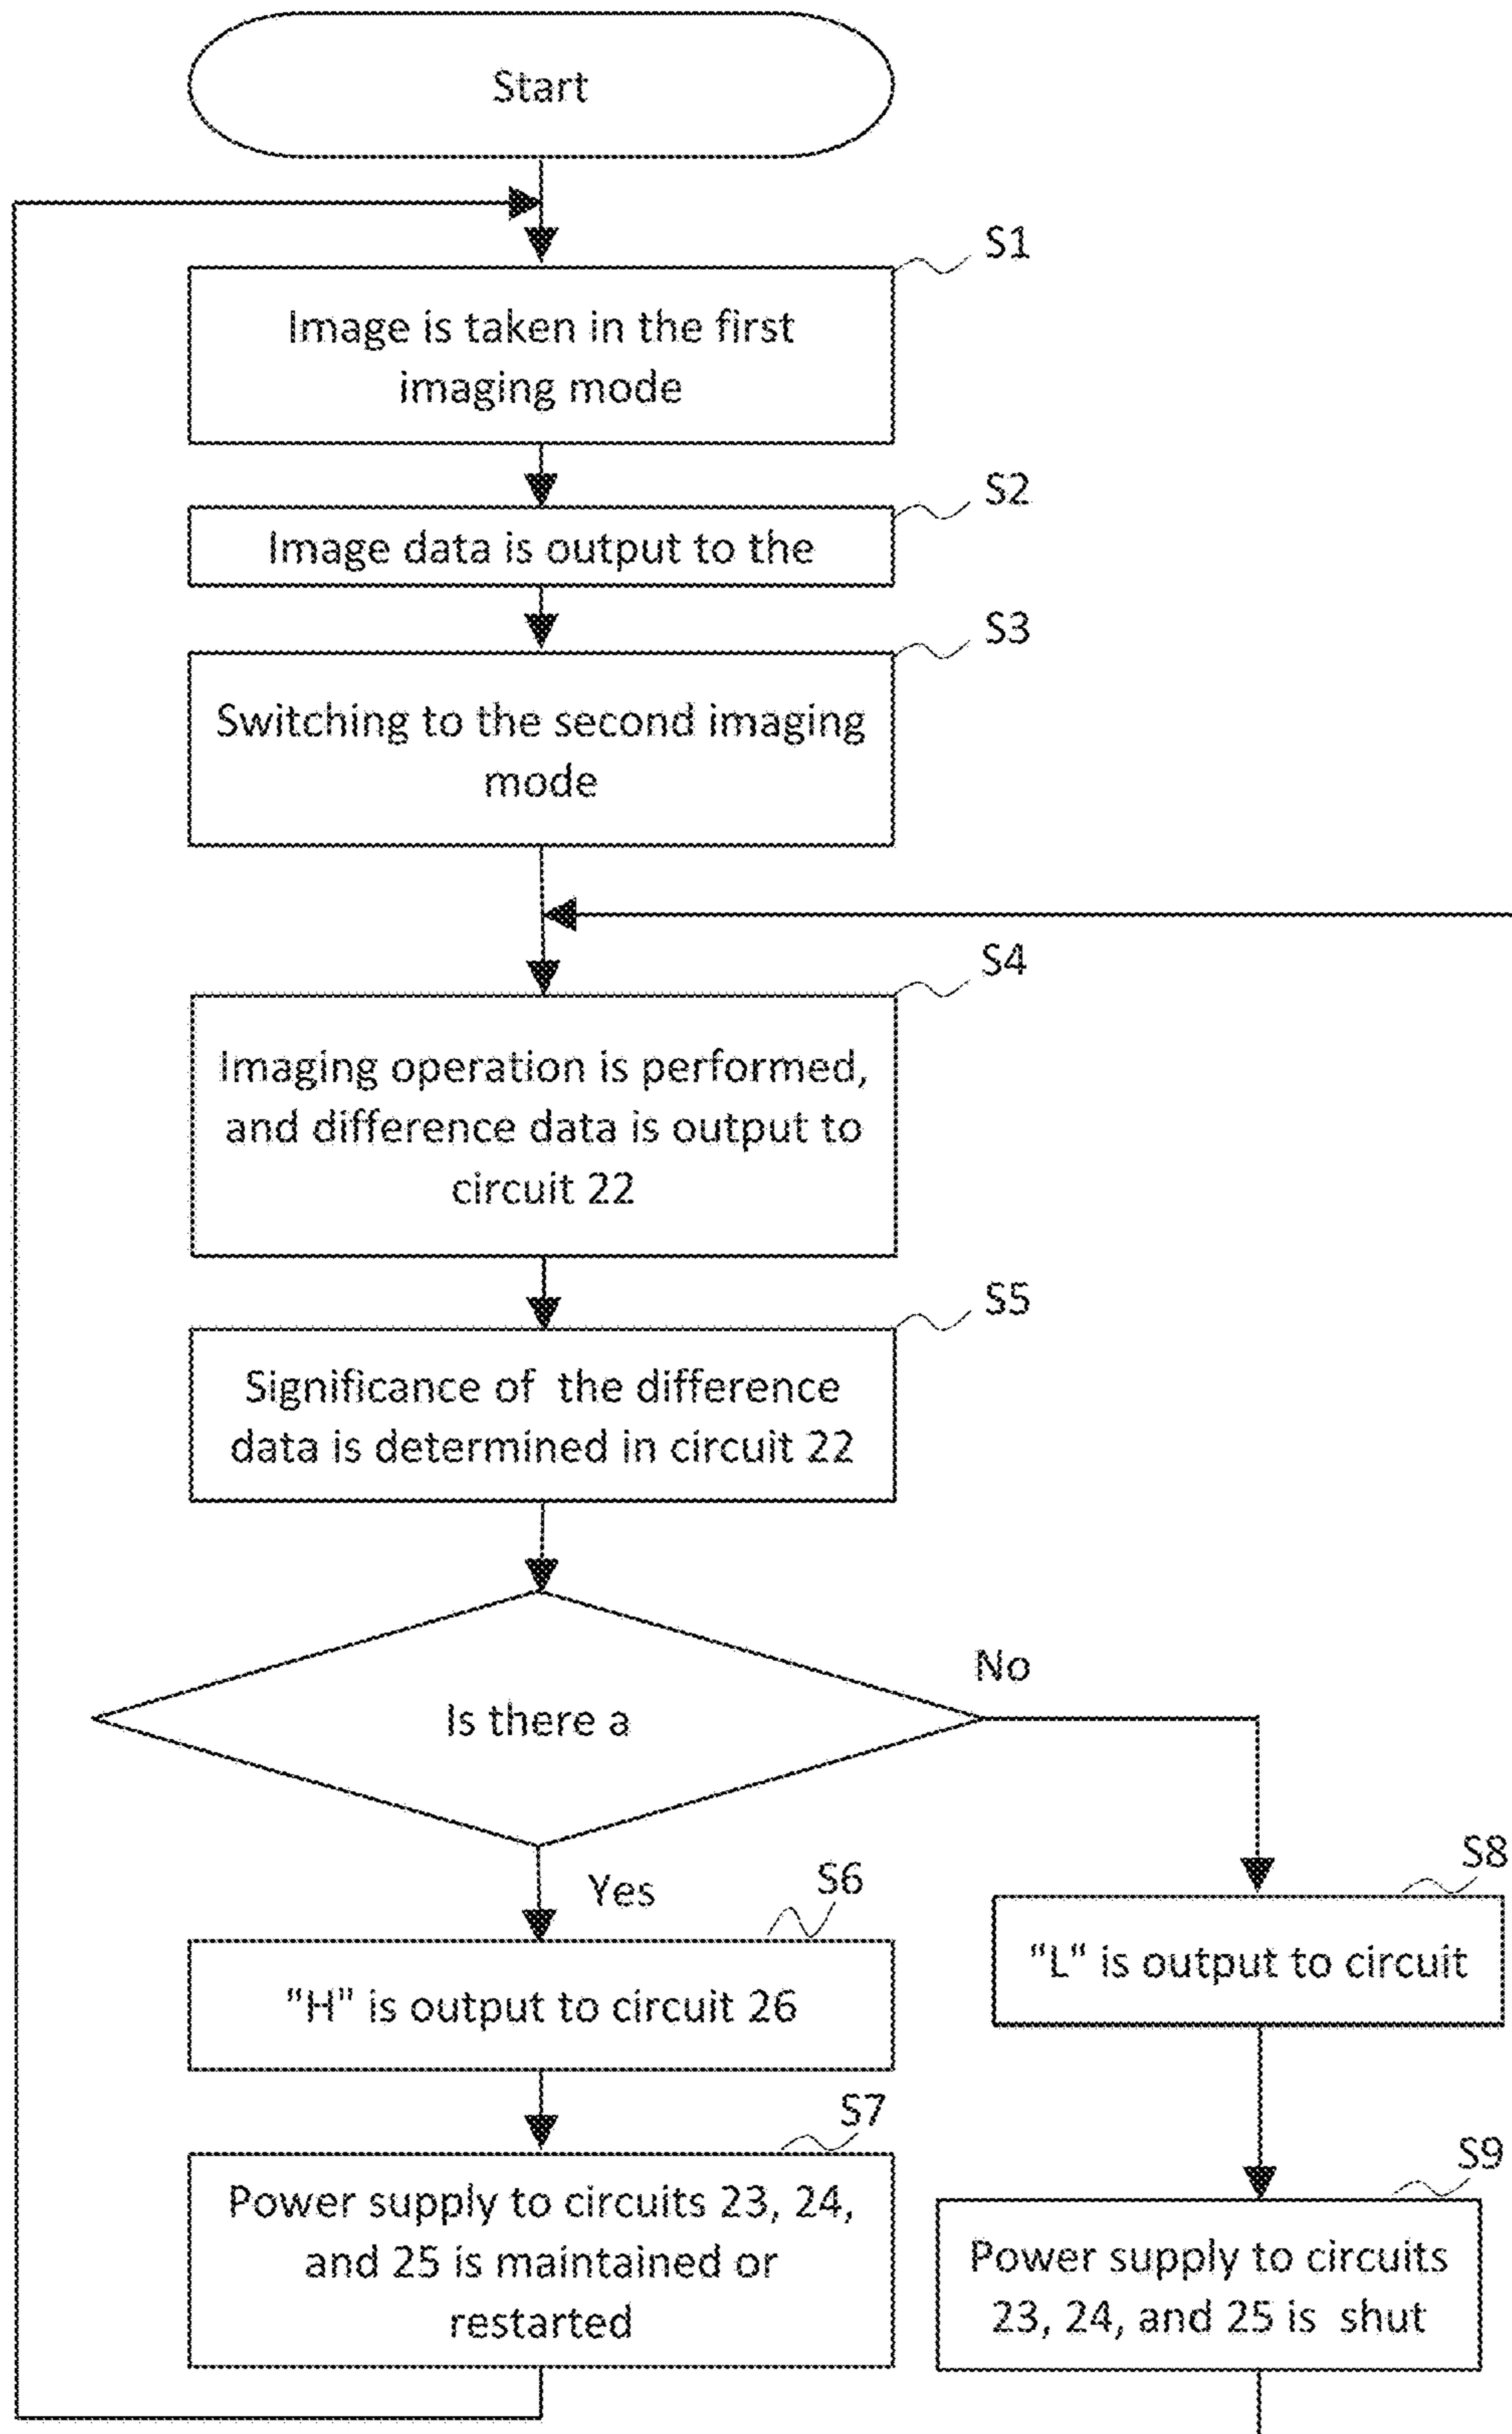 Start
S1
Image is taken in the first
imaging mode
S2
Image data is output to the
S3
Switching to the second imaging
mode
S4
Imaging operation is performed,
and difference data is output to
circuit 22
S5
Significance of the difference
data is determined in circuit 22
Is there a
No
Yes
S6
"H" is output to circuit 26
S7
Power supply to circuits 23, 24,
and 25 is maintained or
restarted
S8
"L" is output to circuit
S9
Power supply to circuits
23, 24, and 25 is shut